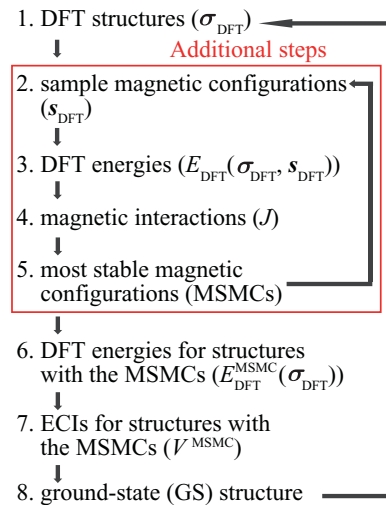 1. DFT structures (σ_DFT)
Additional steps
2. sample magnetic configurations
(s_DFT)
3. DFT energies (E_DFT(σ_DFT, s_DFT))
4. magnetic interactions (J)
5. most stable magnetic
configurations (MSMCs)
6. DFT energies for structures
with the MSMCs (E_DFT^MSMC(σ_DFT))
7. ECIs for structures with
the MSMCs (V^MSMC)
8. ground-state (GS) structure